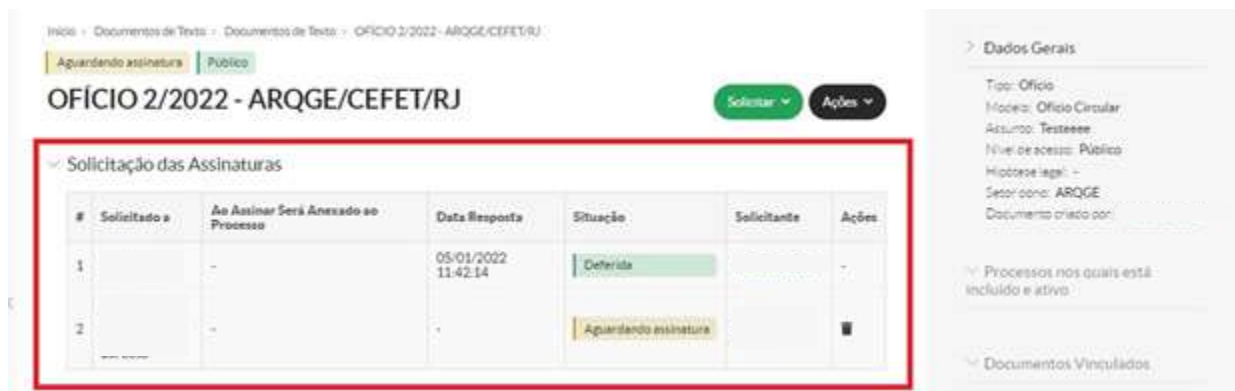 Início › Documentos de Texto › Documentos de Texto › OFÍCIO 2/2022 - ARQGE/CEFET/RJ
Aguardando assinatura Público
OFÍCIO 2/2022 - ARQGE/CEFET/RJ
Solicitar Ações
Solicitação das Assinaturas
# Solicitado a Ao Assinar Será Anexado ao Processo Data Resposta Situação Solicitante Ações
1 - 05/01/2022 11:42:14 Deferida -
2 - - Aguardando assinatura
Dados Gerais
Tipo: Ofício
Modelo: Ofício Circular
Assunto: Testeeee
Nível de acesso: Público
Hipótese legal: -
Setor dono: ARQGE
Documento criado por:
Processos nos quais está
incluído e ativo
Documentos Vinculados